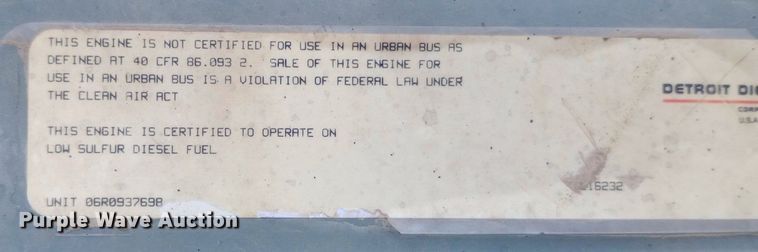 THIS ENGINE IS NOT CERTIFIED FOR USE IN AN URBAN BUS AS
DEFINED AT 40 CFR 86.093 2. SALE OF THIS ENGINE FOR
USE IN AN URBAN BUS IS A VIOLATION OF FEDERAL LAW UNDER
THE CLEAN AIR ACT
THIS ENGINE IS CERTIFIED TO OPERATE ON
LOW SULFUR DIESEL FUEL
UNIT 06R0937698
DETROIT DI
U.S.A
16232
Purple Wave Auction